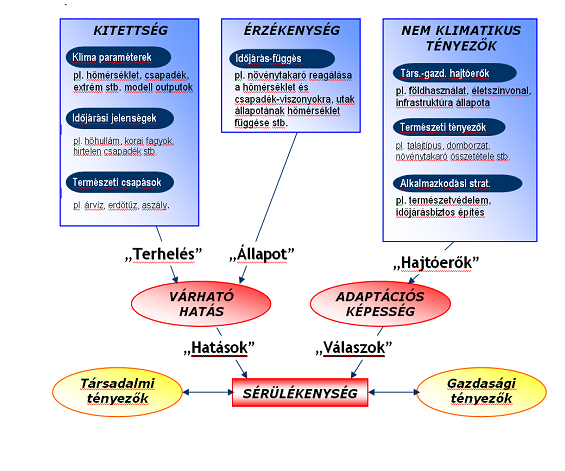 KITETTSÉG
Klima paraméterek
pl. hőmérséklet, csapadék,
extrém stb. modell outputok
Időjárási jelenségek
pl. hőhullám, korai fagyok,
hirtelen csapadék stb.
Természeti csapások
pl. árvíz, erdőtűz, aszály.
ÉRZÉKENYSÉG
Időjárás-függés
pl. növénytakaró reagálása
a hőmérséklet és
csapadék-viszonyokra, utak
állapotának hőmérséklet
függése stb.
NEM KLIMATIKUS
TÉNYEZŐK
Társ.-gazd. hajtóerők
pl. földhasználat, életszínvonal.
infrastruktúra állapota
Természeti tényezők
pl. talajtípus, domborzat,
növénytakaró összetétele stb.
Alkalmazkodási strat.
pl. természetvédelem,
időjárásbiztos építés
„Terhelés”
„Állapot”
„Hajtóerők”
VÁRHATÓ
HATÁS
ADAPTÁCIÓS
KÉPESSÉG
„Hatások”
„Válaszok”
Társadalmi
tényezők
SÉRÜLÉKENYSÉG
Gazdasági
tényezők